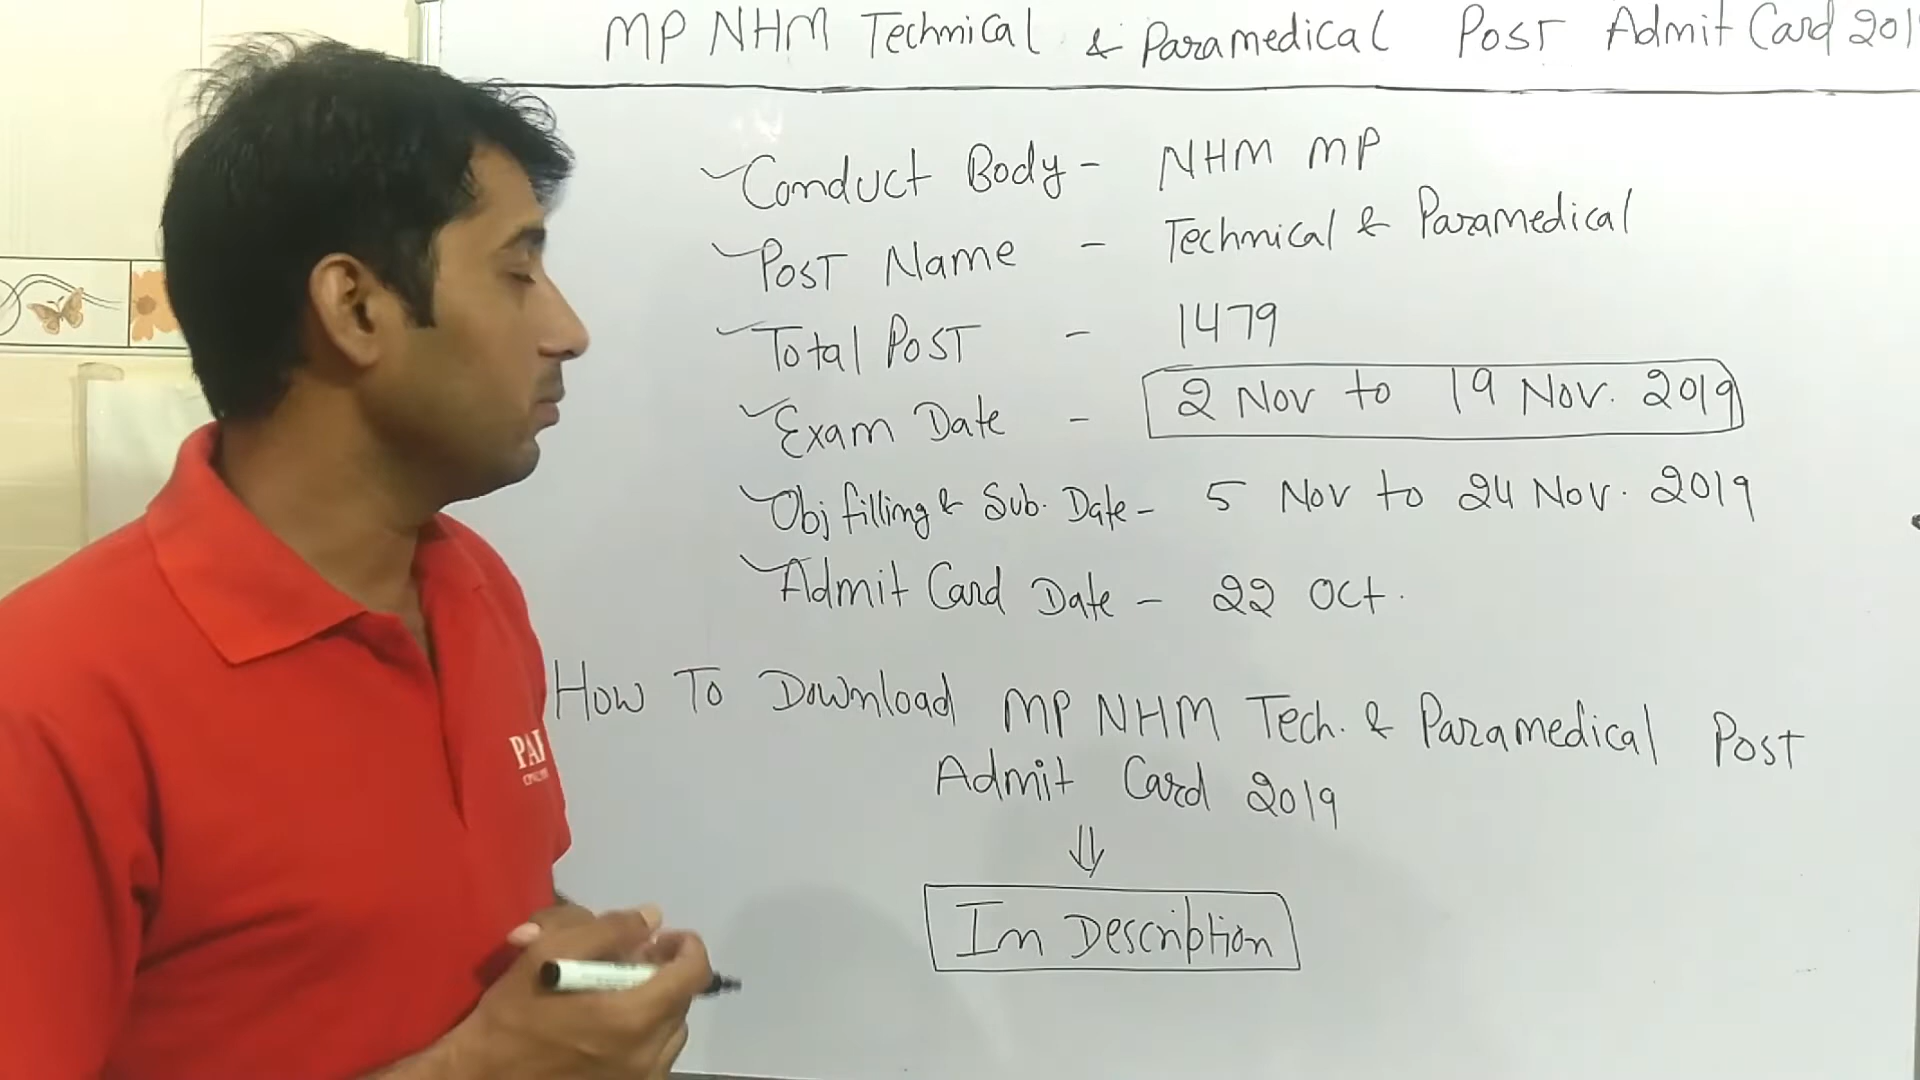 MP NHM Technical & Paramedical Post Admit Card 201
Conduct Body - NHM MP
Post Name - Technical & Paramedical
Total Post - 1479
Exam Date - 2 Nov to 19 Nov. 2019
Obj filling & Sub. Date - 5 Nov to 24 Nov. 2019
Admit Card Date - 22 Oct.
How To Download MP NHM Tech. & Paramedical Post
Admit Card 2019
⇓
In Description